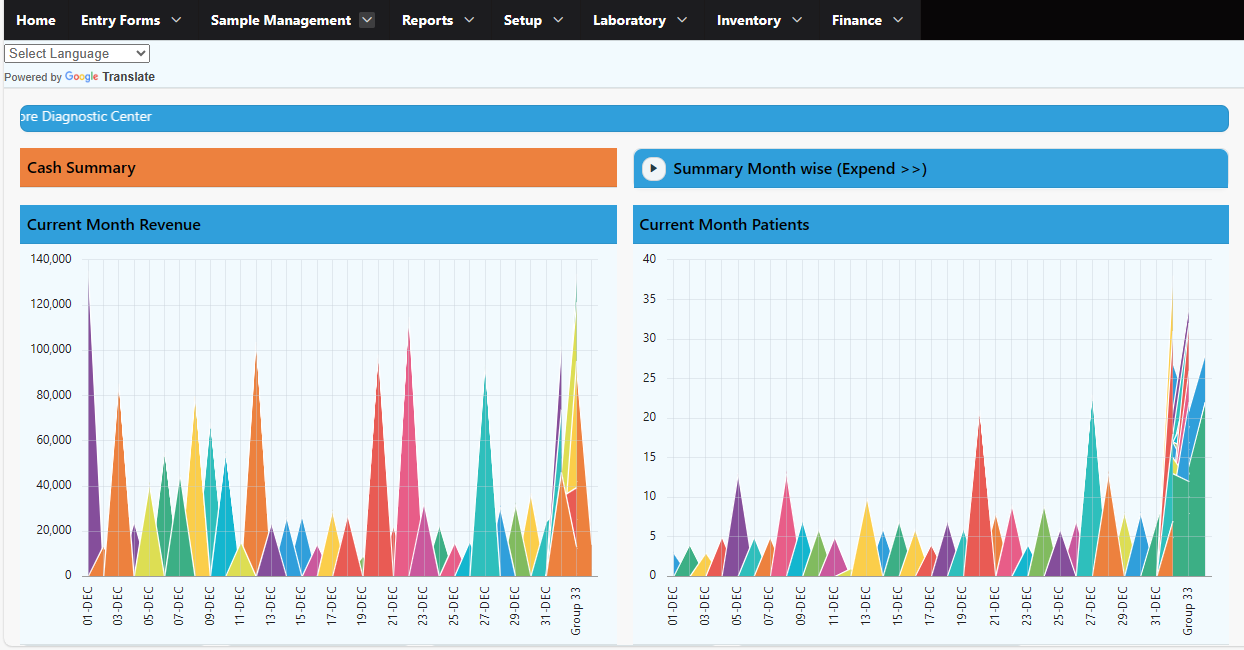 Home Entry Forms Sample Management Reports Setup Laboratory Inventory Finance
Select Language
Powered by Google Translate
ore Diagnostic Center
Cash Summary
Summary Month wise (Expend >>)
Current Month Revenue
140,000
120,000
100,000
80,000
60,000
40,000
20,000
0
01-DEC 03-DEC 05-DEC 07-DEC 09-DEC 11-DEC 13-DEC 15-DEC 17-DEC 19-DEC 21-DEC 23-DEC 25-DEC 27-DEC 29-DEC 31-DEC Group 33
Current Month Patients
40
35
30
25
20
15
10
5
0
01-DEC 03-DEC 05-DEC 07-DEC 09-DEC 11-DEC 13-DEC 15-DEC 17-DEC 19-DEC 21-DEC 23-DEC 25-DEC 27-DEC 29-DEC 31-DEC Group 33